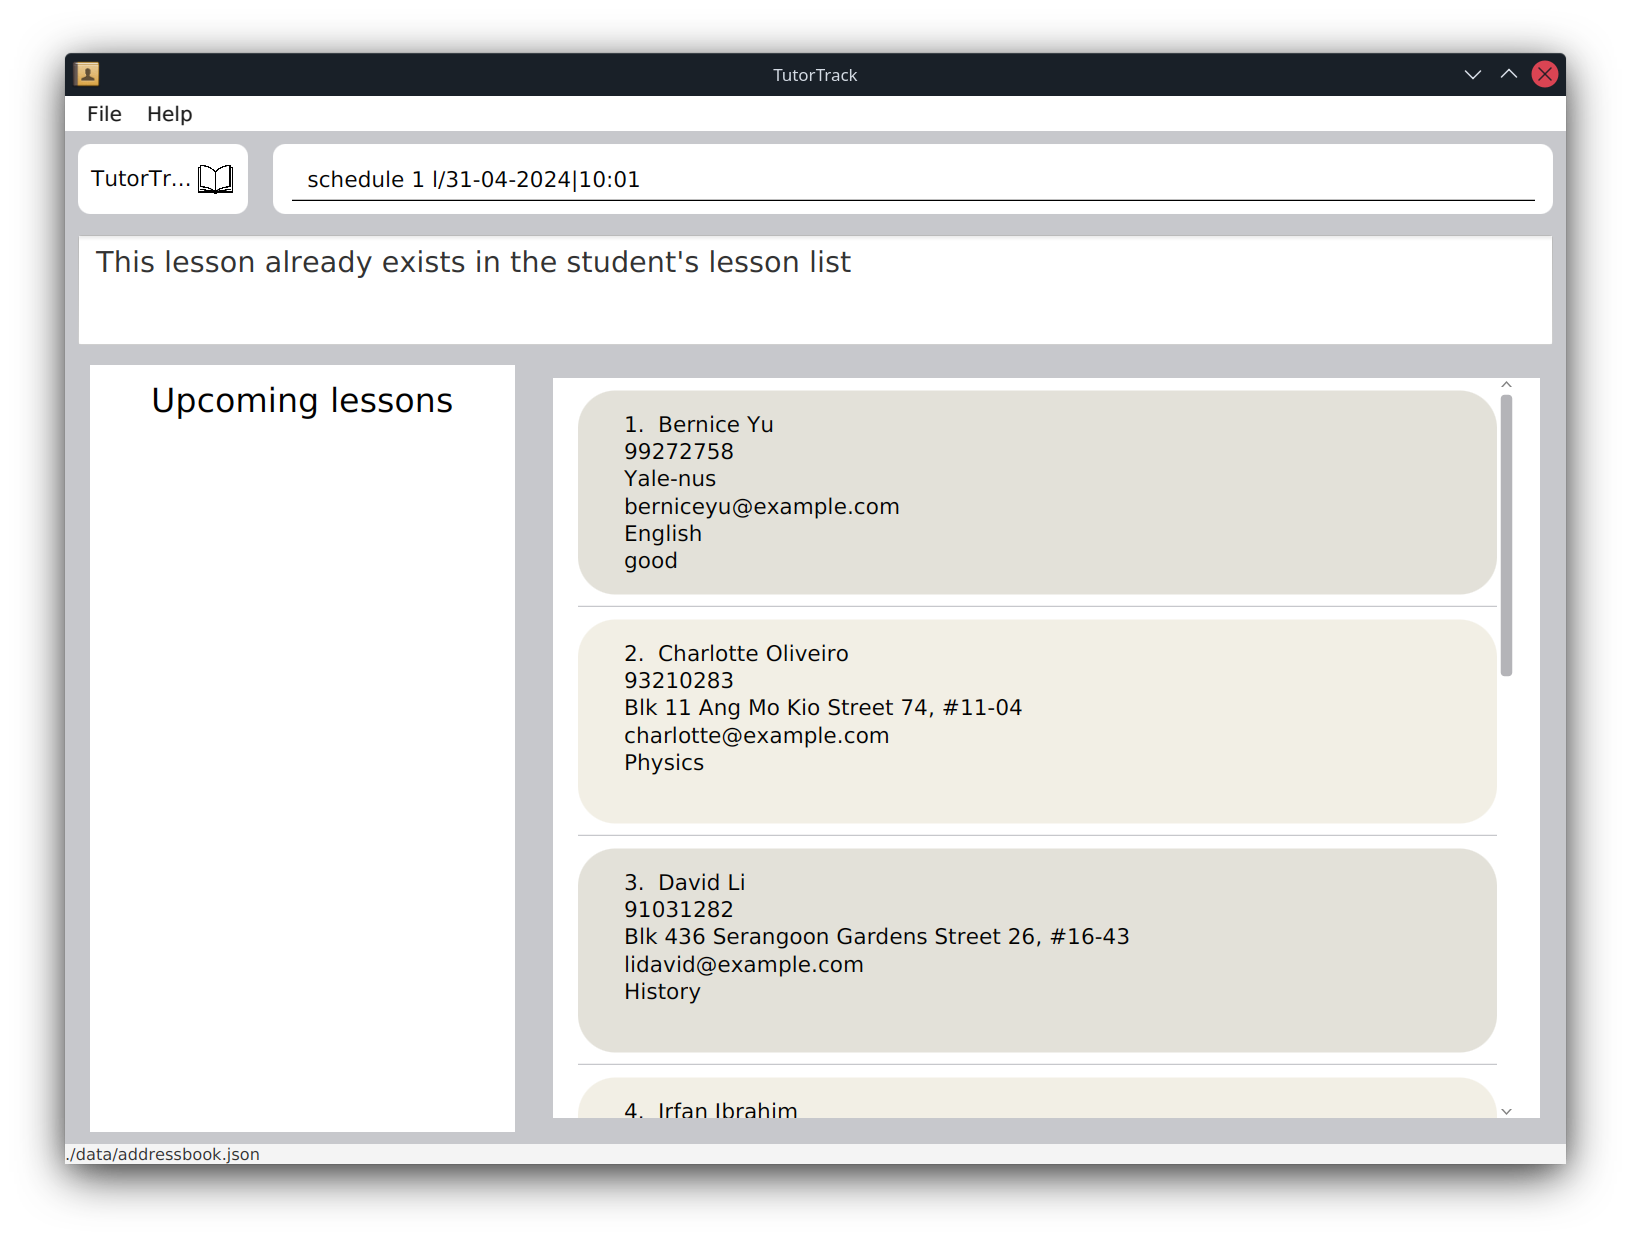 TutorTrack
File Help
TutorTr...
schedule 1 l/31-04-2024|10:01
This lesson already exists in the student's lesson list
Upcoming lessons
1. Bernice Yu
99272758
Yale-nus
berniceyu@example.com
English
good
2. Charlotte Oliveiro
93210283
Blk 11 Ang Mo Kio Street 74, #11-04
charlotte@example.com
Physics
3. David Li
91031282
Blk 436 Serangoon Gardens Street 26, #16-43
lidavid@example.com
History
4. Irfan Ibrahim
./data/addressbook.json